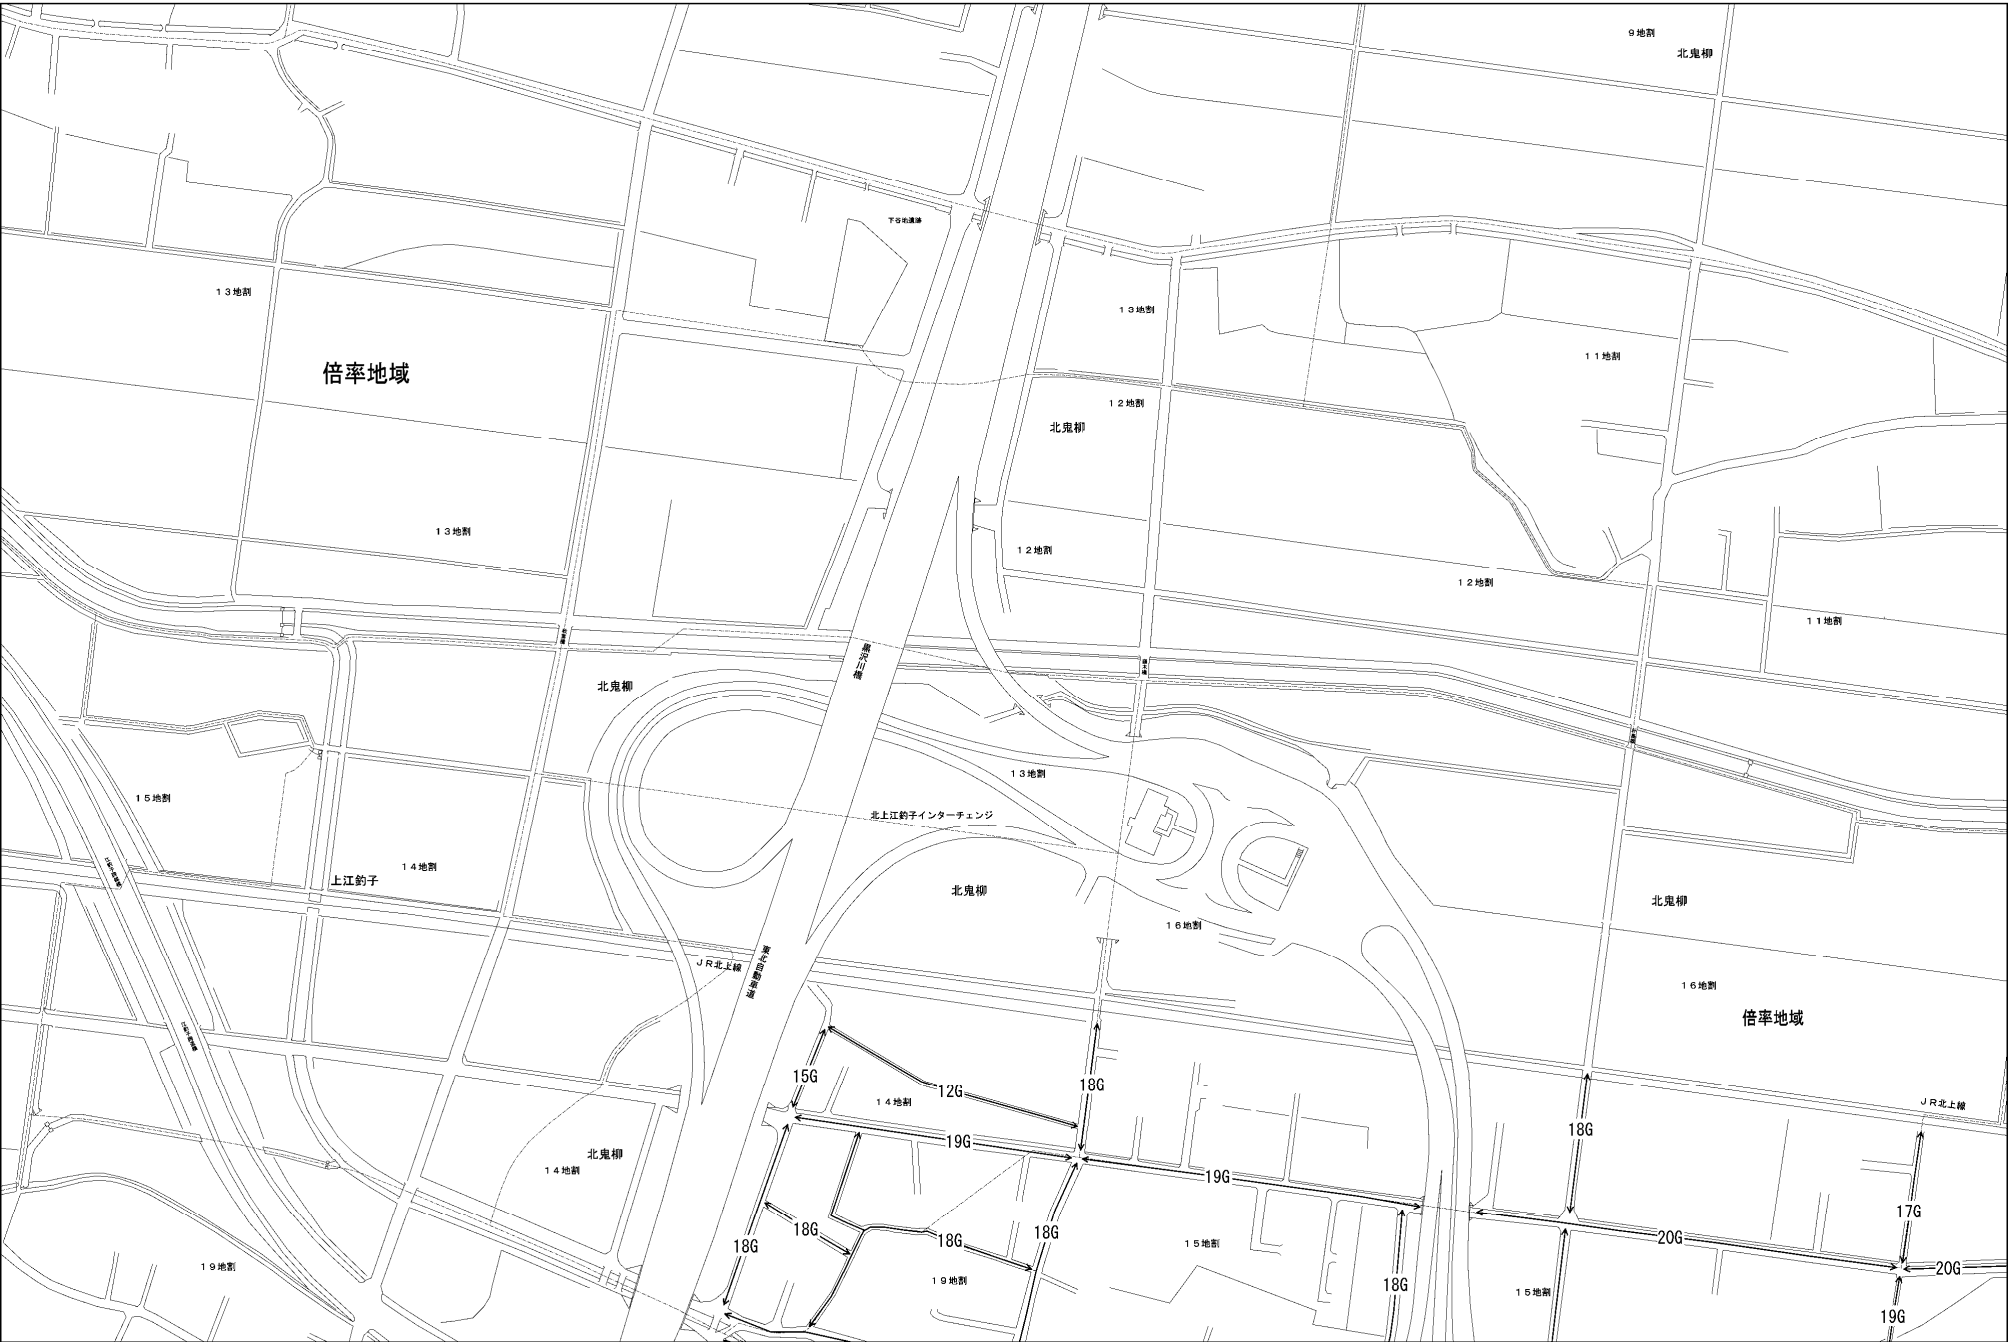 9地割
北鬼柳
下谷地遺跡
13地割
13地割
倍率地域
11地割
12地割
北鬼柳
13地割
12地割
12地割
11地割
黒沢川橋
北鬼柳
13地割
15地割
北上江釣子インターチェンジ
14地割
上江釣子
北鬼柳
北鬼柳
16地割
JR北上線
東北自動車道
16地割
倍率地域
15G
12G
18G
14地割
JR北上線
18G
19G
北鬼柳
14地割
19G
17G
18G
18G
18G
18G
20G
15地割
19地割
19地割
20G
18G
15地割
19G